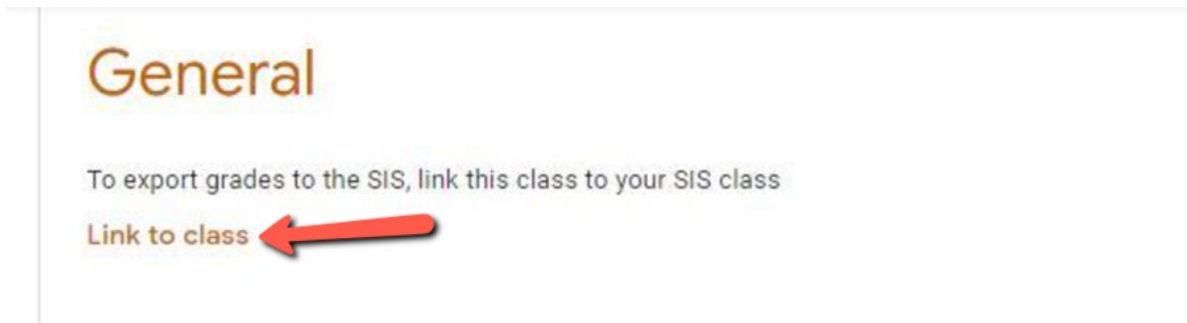 General
To export grades to the SIS, link this class to your SIS class
Link to class